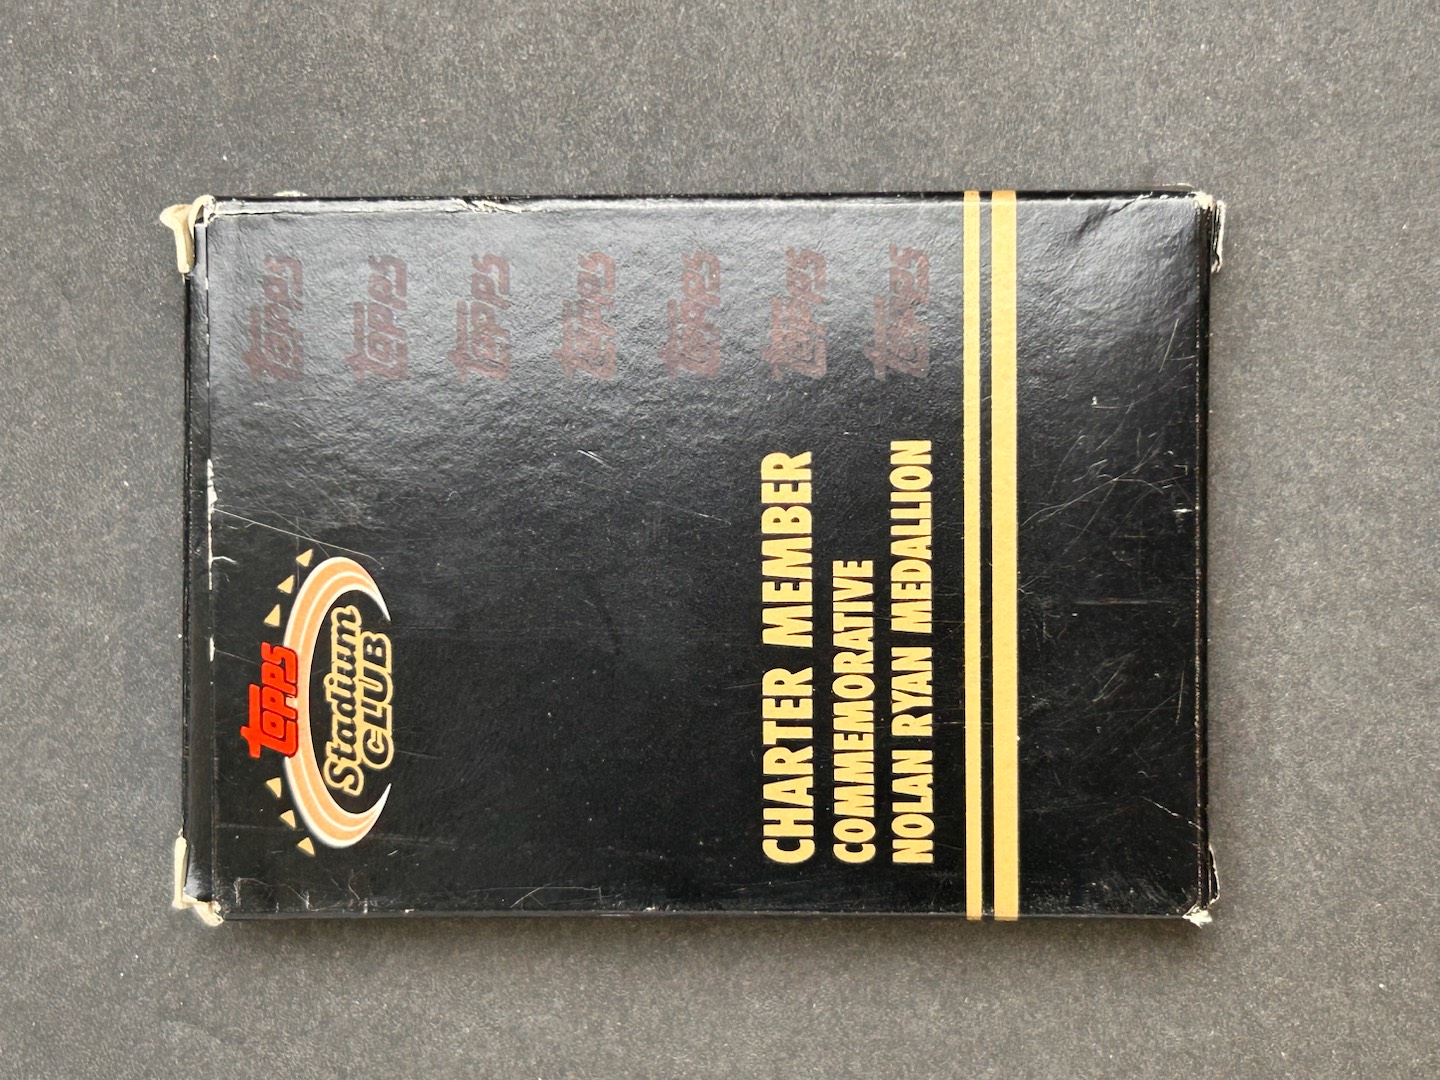 Topps
Stadium
CLUB
Topps
Topps
Topps
Topps
Topps
Topps
Topps
CHARTER MEMBER
COMMEMORATIVE
NOLAN RYAN MEDALLION